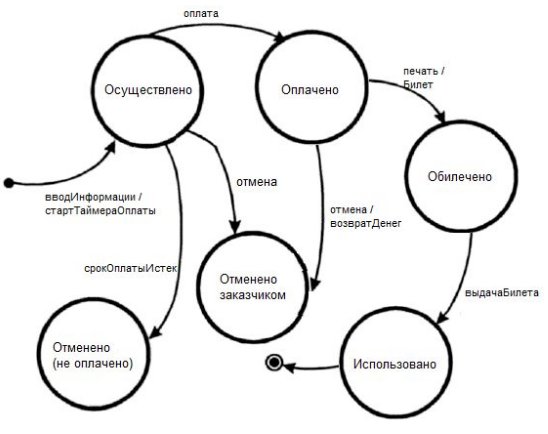 оплата
Осуществлено
Оплачено
печать /
Билет
Обилечено
вводИнформации /
стартТаймераОплаты
отмена
отмена /
возвратДенег
срокОплатыИстек
Отменено
заказчиком
выдачаБилета
Отменено
(не оплачено)
Использовано